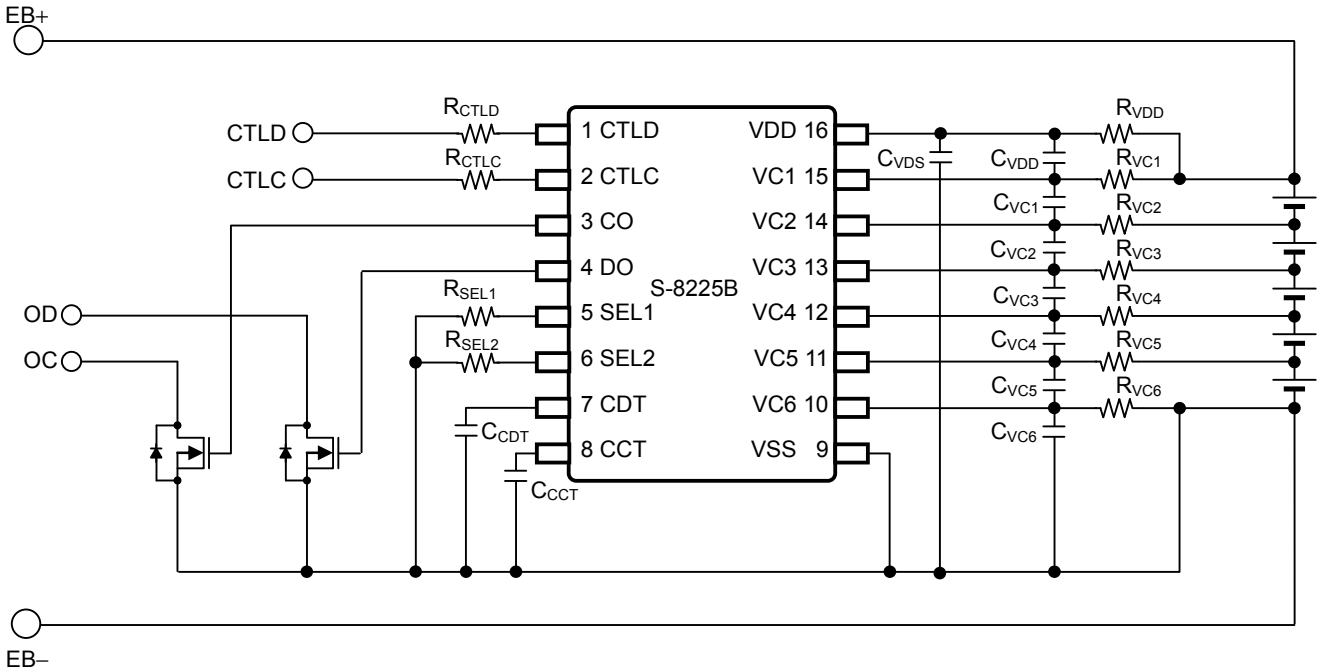 EB+
CTLD
CTLC
OD
OC
EB−
RCTLD
RCTLC
RSEL1
RSEL2
CCDT
CCCT
1 CTLD
2 CTLC
3 CO
4 DO
5 SEL1
6 SEL2
7 CDT
8 CCT
S-8225B
VDD 16
VC1 15
VC2 14
VC3 13
VC4 12
VC5 11
VC6 10
VSS 9
CVDS
CVDD
CVC1
CVC2
CVC3
CVC4
CVC5
CVC6
RVDD
RVC1
RVC2
RVC3
RVC4
RVC5
RVC6